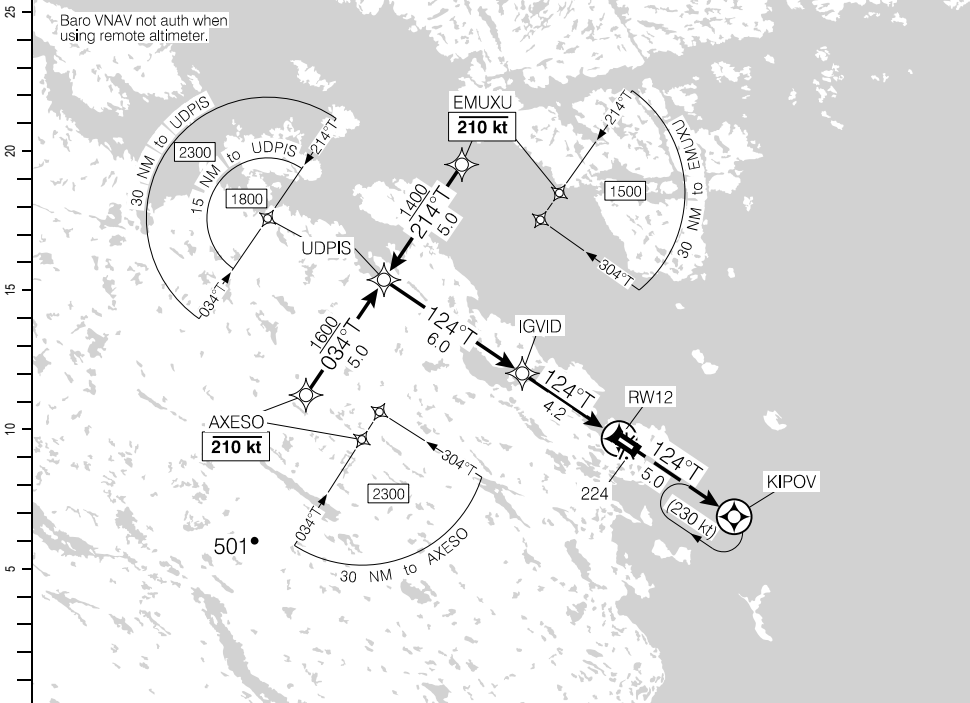 25
Baro VNAV not auth when
using remote altimeter.
30 NM to UDPIS
2300
15 NM to UDPIS
1800
214°T
034°T
EMUXU
210 kt
214°T
1500
30 NM to EMUXU
304°T
20
1400
214°T
5.0
UDPIS
15
1600
034°T
5.0
124°T
6.0
IGVID
124°T
4.2
RW12
AXESO
210 kt
10
304°T
2300
034°T
30 NM to AXESO
224
124°T
5.0
KIPOV
(230 kt)
501
5